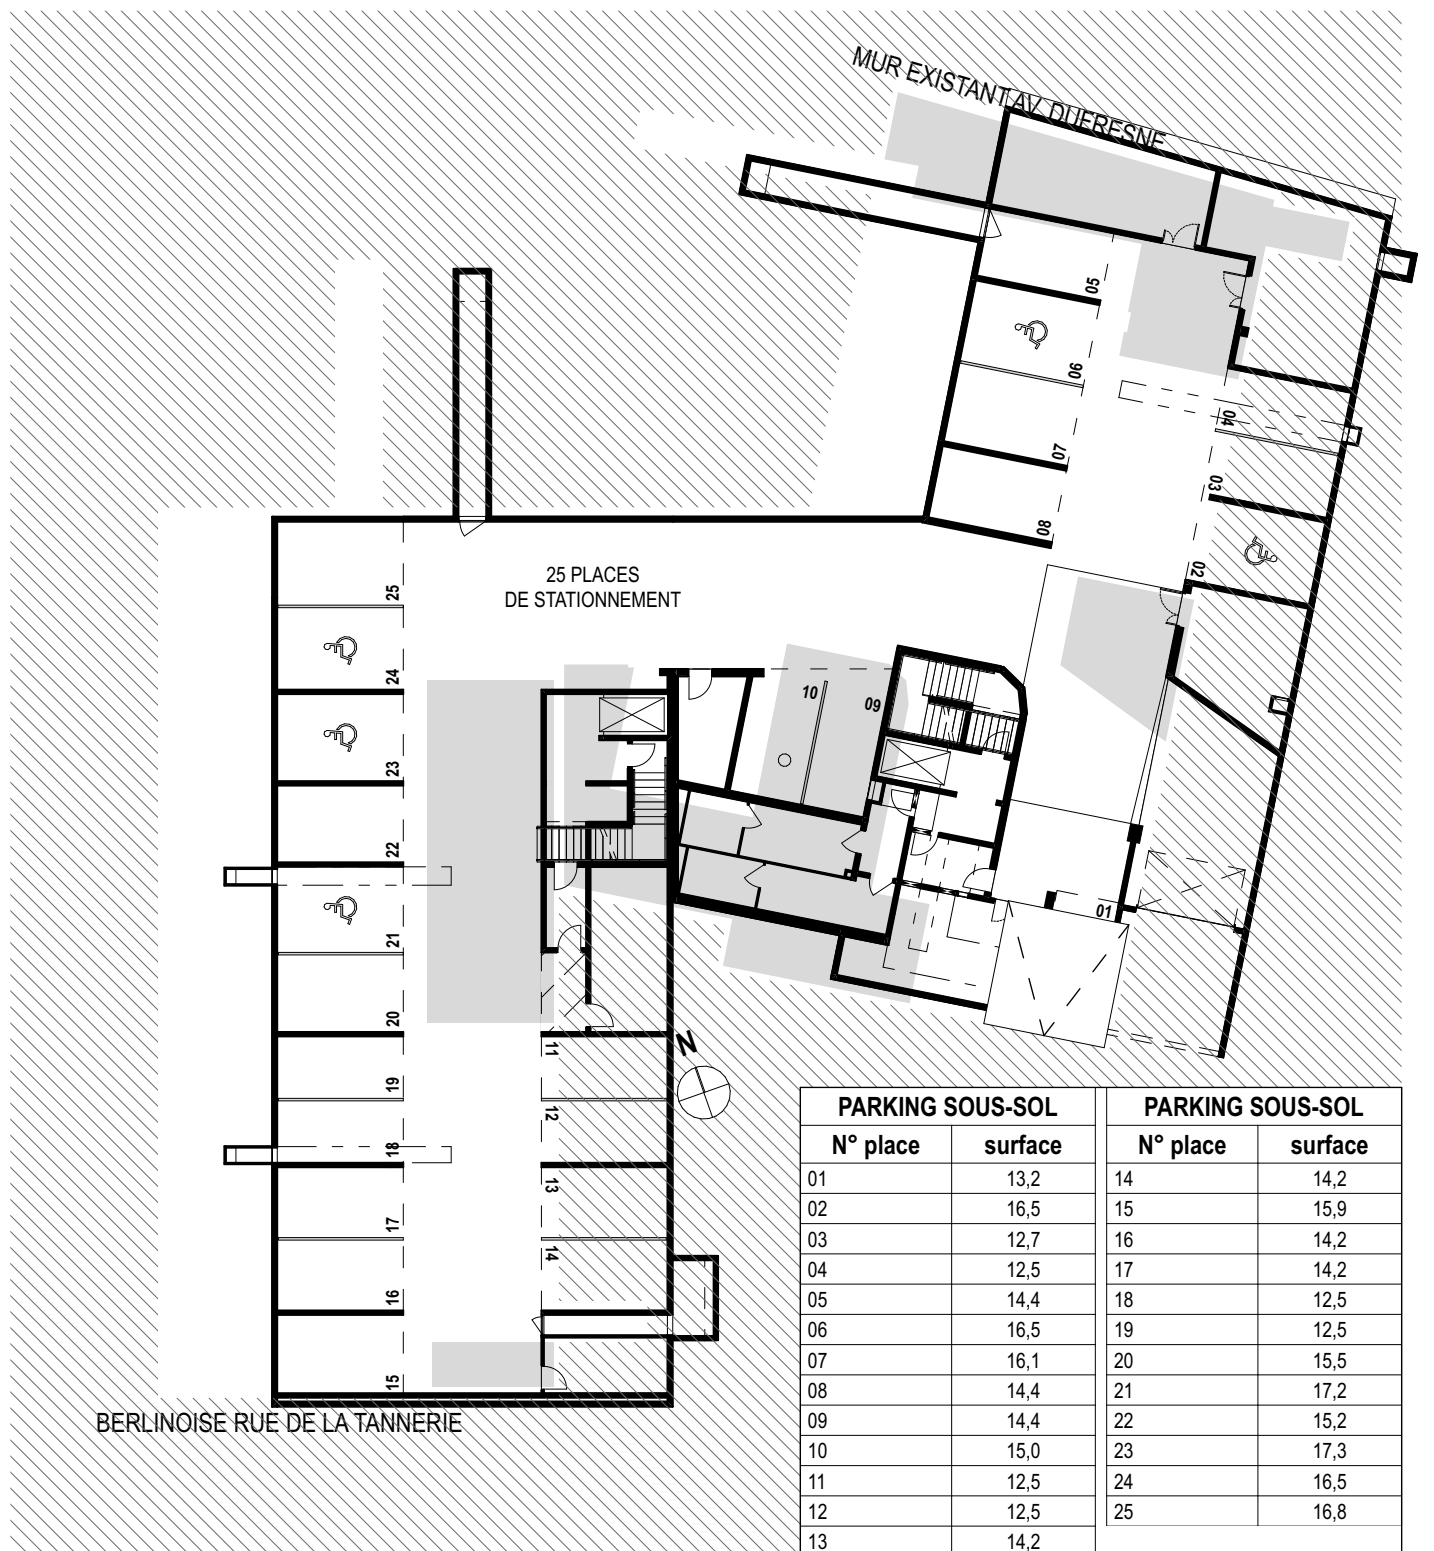 MUR EXISTANT AV. DUFRESNE
05
06
04
07
03
08
02
25 PLACES
DE STATIONNEMENT
25
24
10
09
23
22
01
21
20
11
N
19
12
18
13
17
14
16
15
BERLINOISE RUE DE LA TANNERIE
PARKING SOUS-SOL PARKING SOUS-SOL
N° place surface N° place surface
01 13,2 14 14,2
02 16,5 15 15,9
03 12,7 16 14,2
04 12,5 17 14,2
05 14,4 18 12,5
06 16,5 19 12,5
07 16,1 20 15,5
08 14,4 21 17,2
09 14,4 22 15,2
10 15,0 23 17,3
11 12,5 24 16,5
12 12,5 25 16,8
13 14,2